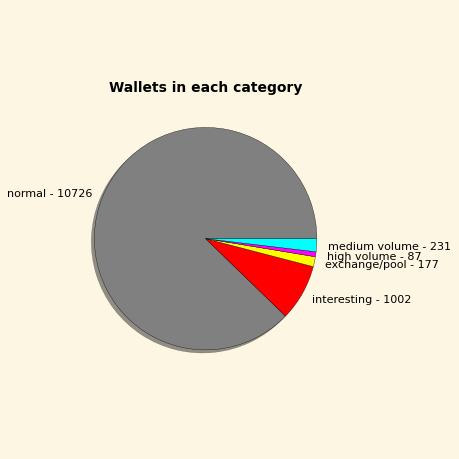 Wallets in each category
normal - 10726
medium volume - 231
high volume - 87
exchange/pool - 177
interesting - 1002